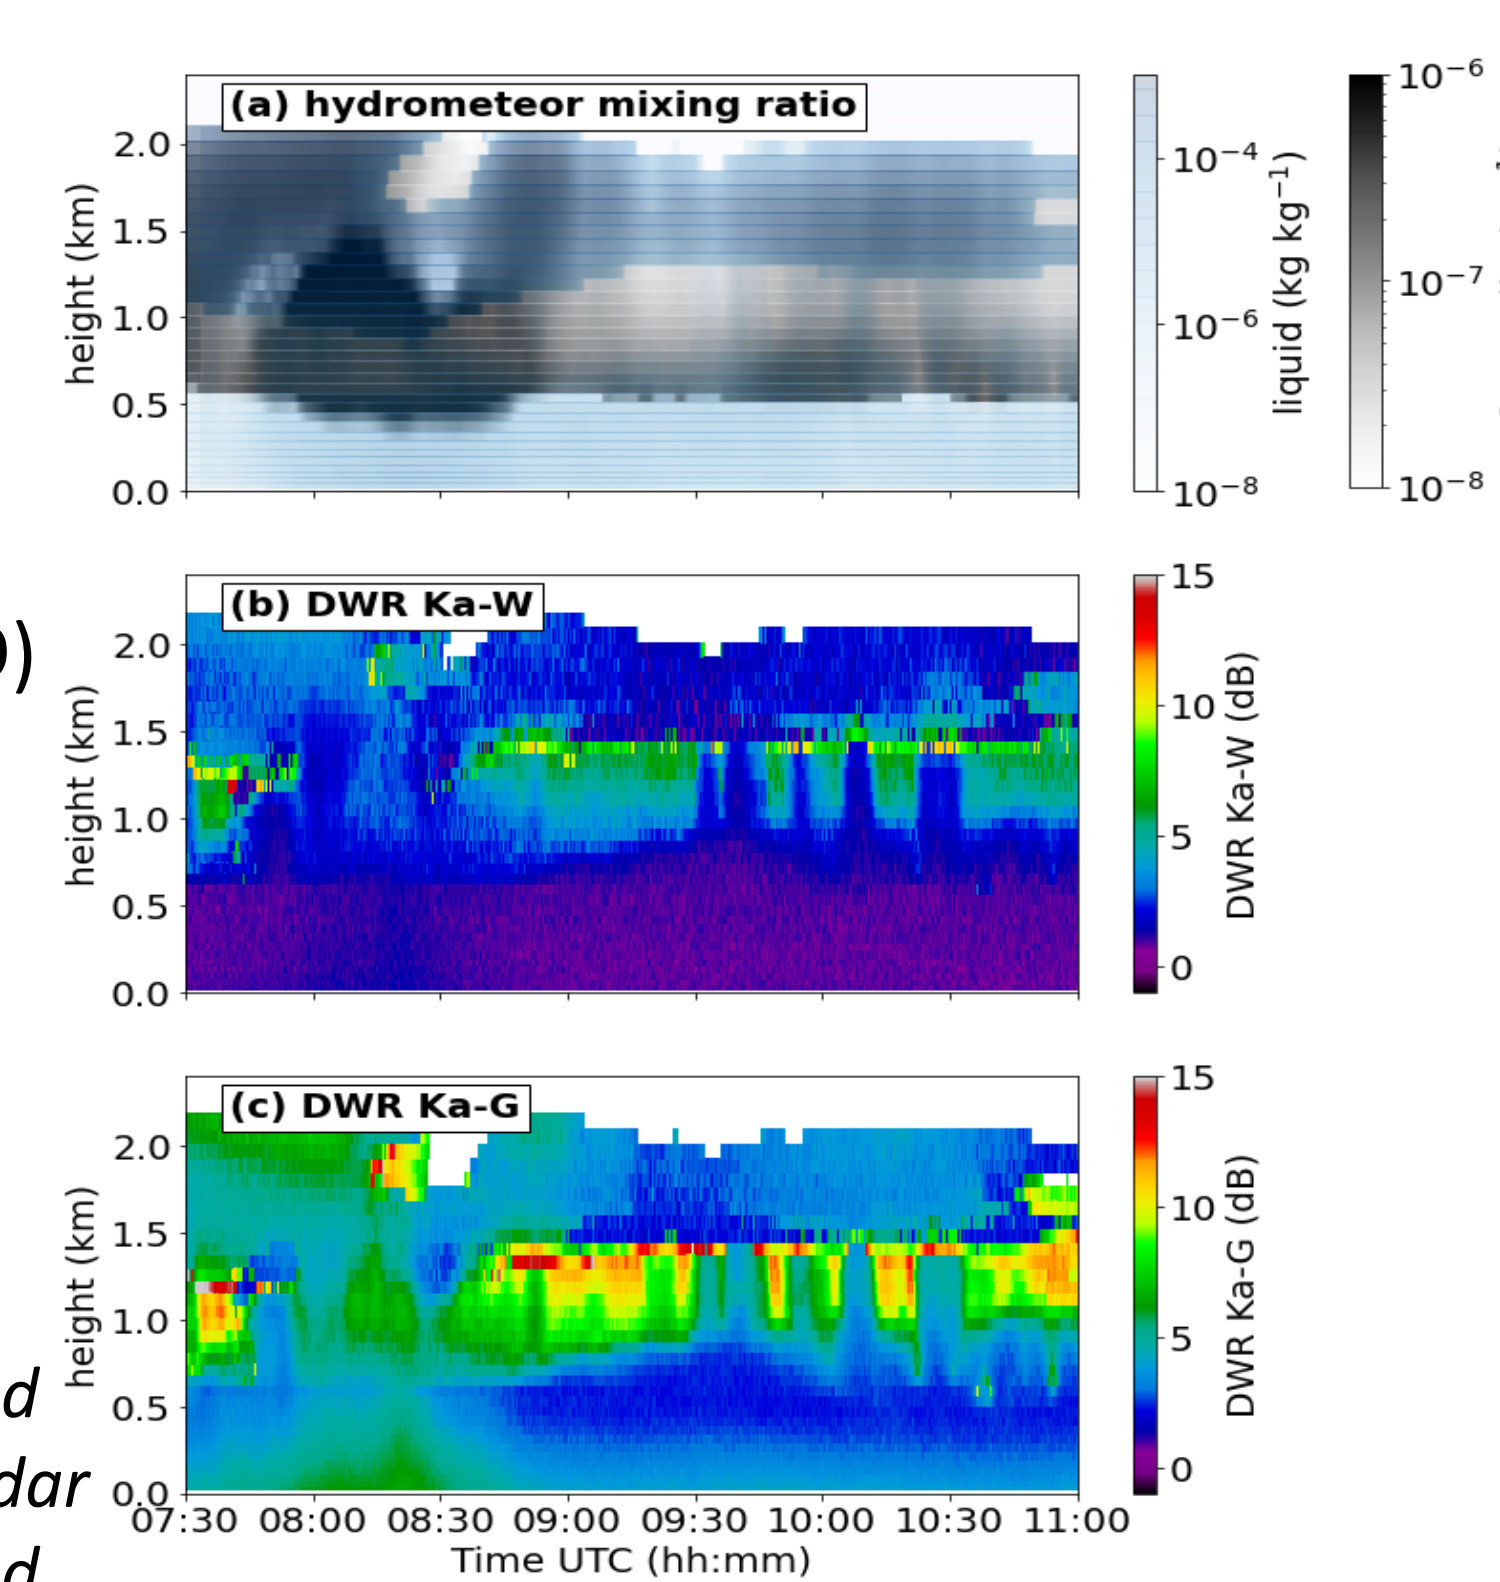 (a) hydrometeor mixing ratio
2.0
1.5
1.0
0.5
0.0
height (km)
10⁻⁴
10⁻⁶
10⁻⁸
liquid (kg kg⁻¹)
10⁻⁶
10⁻⁷
10⁻⁸
(b) DWR Ka-W
2.0
1.5
1.0
0.5
0.0
height (km)
15
10
5
0
DWR Ka-W (dB)
)
(c) DWR Ka-G
2.0
1.5
1.0
0.5
0.0
height (km)
15
10
5
0
DWR Ka-G (dB)
d
dar
d
07:30 08:00 08:30 09:00 09:30 10:00 10:30 11:00
Time UTC (hh:mm)